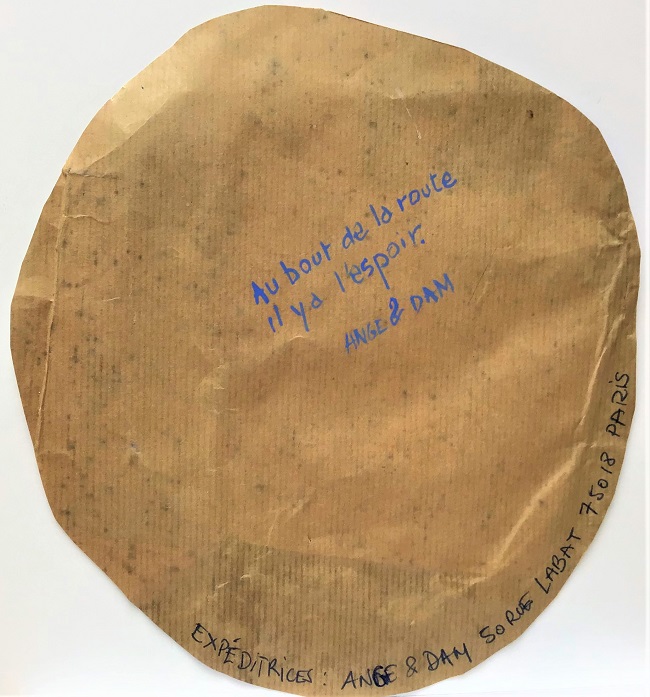 Au bout de la route
il y a l'espoir.
ANGE & DAM
EXPÉDITRICES : ANGE & DAM 50 RUE LABAT 75018 PARIS